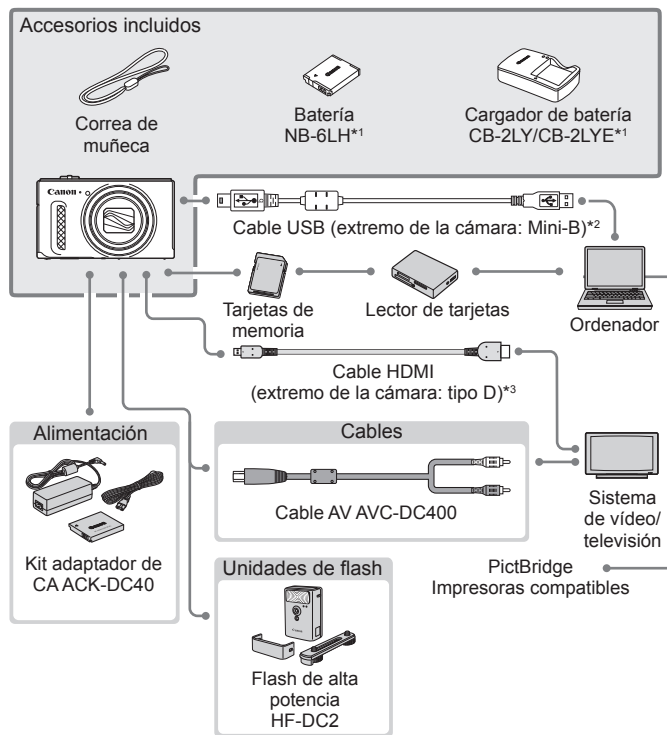 Accesorios incluidos
Correa de
muñeca
Batería
NB-6LH*1
Cargador de batería
CB-2LY/CB-2LYE*1
Canon
Cable USB (extremo de la cámara: Mini-B)*2
Tarjetas de
memoria
Lector de tarjetas
Ordenador
Cable HDMI
(extremo de la cámara: tipo D)*3
Alimentación
Kit adaptador de
CA ACK-DC40
Cables
Cable AV AVC-DC400
Sistema
de vídeo/
televisión
Unidades de flash
Flash de alta
potencia
HF-DC2
PictBridge
Impresoras compatibles